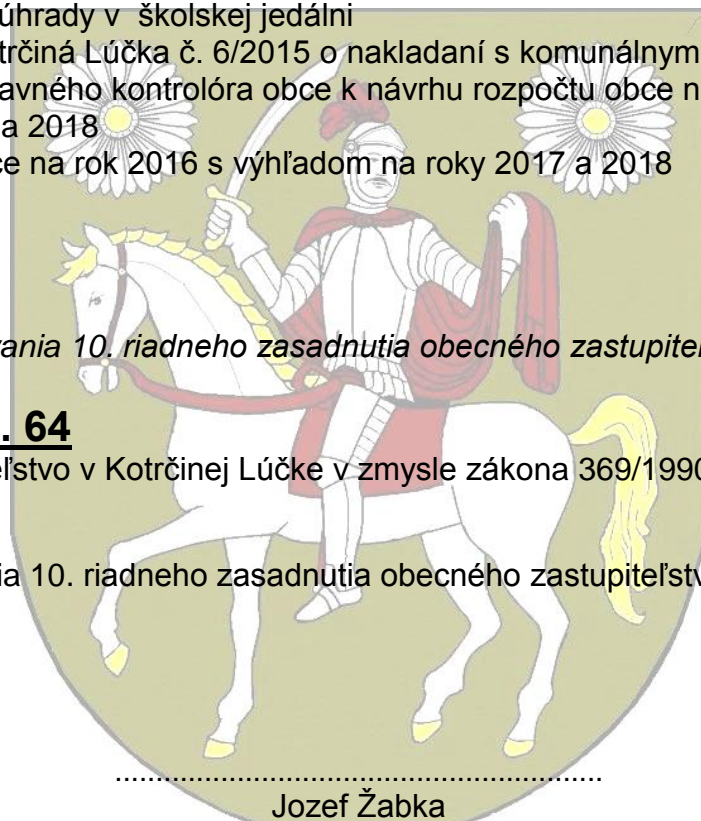 úhrady v školskej jedálni
trčiná Lúčka č. 6/2015 o nakladaní s komunálnym
avného kontrolóra obce k návrhu rozpočtu obce n
a 2018
ce na rok 2016 s výhľadom na roky 2017 a 2018
vania 10. riadneho zasadnutia obecného zastupiteľ
. 64
eľstvo v Kotrčinej Lúčke v zmysle zákona 369/1990
ia 10. riadneho zasadnutia obecného zastupiteľstv
............................................................
Jozef Žabka